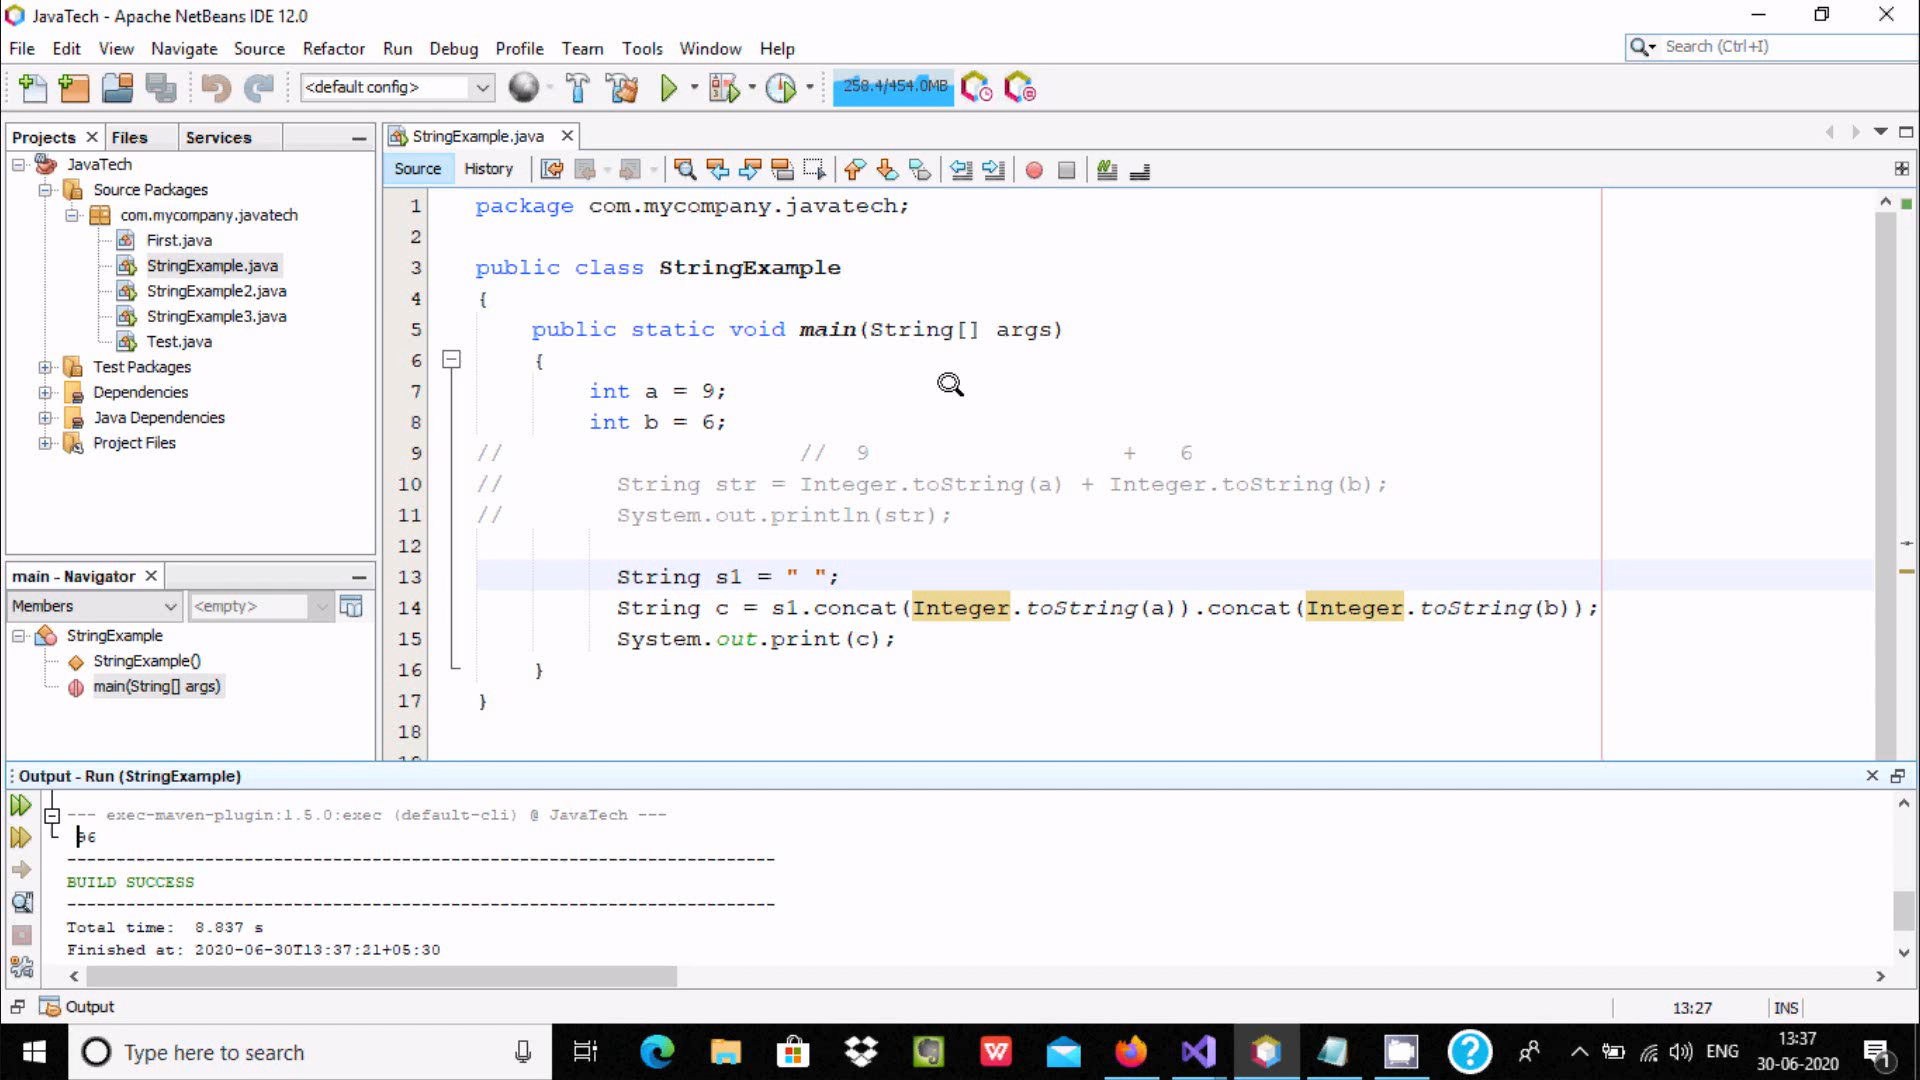 JavaTech - Apache NetBeans IDE 12.0
File Edit View Navigate Source Refactor Run Debug Profile Team Tools Window Help
Search (Ctrl+I)
<default config>
258.4/454.0MB
Projects Files Services
StringExample.java
Source History
JavaTech
Source Packages
com.mycompany.javatech
First.java
StringExample.java
StringExample2.java
StringExample3.java
Test.java
Test Packages
Dependencies
Java Dependencies
Project Files
main - Navigator
Members <empty>
StringExample
StringExample()
main(String[] args)
1 package com.mycompany.javatech;
2
3 public class StringExample
4 {
5 public static void main(String[] args)
6 {
7 int a = 9;
8 int b = 6;
9 // // 9 + 6
10 // String str = Integer.toString(a) + Integer.toString(b);
11 // System.out.println(str);
12
13 String s1 = " ";
14 String c = s1.concat(Integer.toString(a)).concat(Integer.toString(b));
15 System.out.print(c);
16 }
17 }
18
Output - Run (StringExample)
--- exec-maven-plugin:1.5.0:exec (default-cli) @ JavaTech ---
96
------------------------------------------------------------------------
BUILD SUCCESS
------------------------------------------------------------------------
Total time: 8.837 s
Finished at: 2020-06-30T13:37:21+05:30
Output
13:27 INS
Type here to search
ENG
13:37
30-06-2020
1